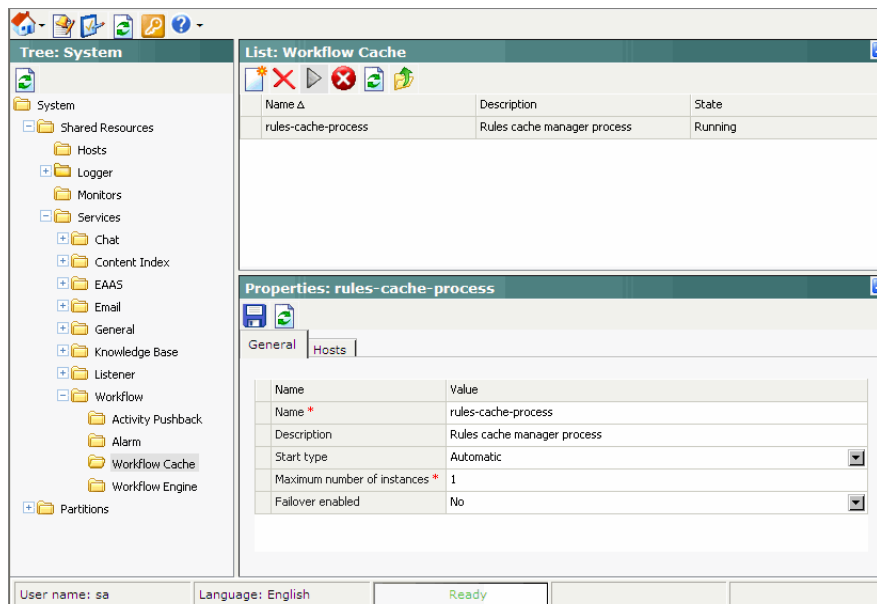 Tree: System
System
Shared Resources
Hosts
Logger
Monitors
Services
Chat
Content Index
EAAS
Email
General
Knowledge Base
Listener
Workflow
Activity Pushback
Alarm
Workflow Cache
Workflow Engine
Partitions
List: Workflow Cache
Name Description State
rules-cache-process Rules cache manager process Running
Properties: rules-cache-process
General Hosts
Name Value
Name * rules-cache-process
Description Rules cache manager process
Start type Automatic
Maximum number of instances * 1
Failover enabled No
User name: sa Language: English Ready